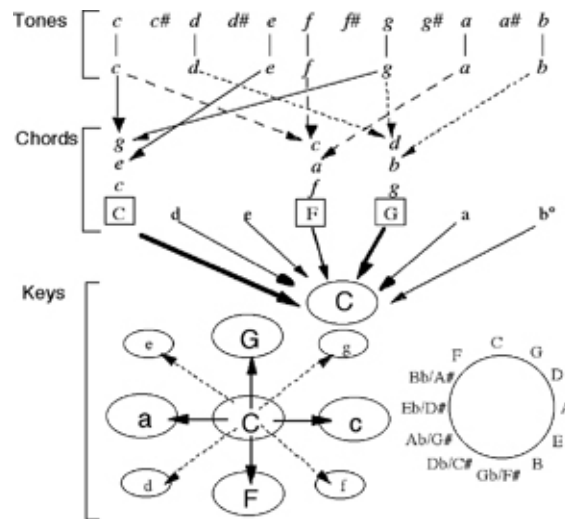 Tones c c# d d# e f f# g g# a a# b
c d e f g a b
Chords
g c d
e a b
c f g
C d e F G a b°
C
Keys
e G g
a C c
d F f
C
F G
Bb/A# D
Eb/D# A
Ab/G# E
Db/C# B
Gb/F#